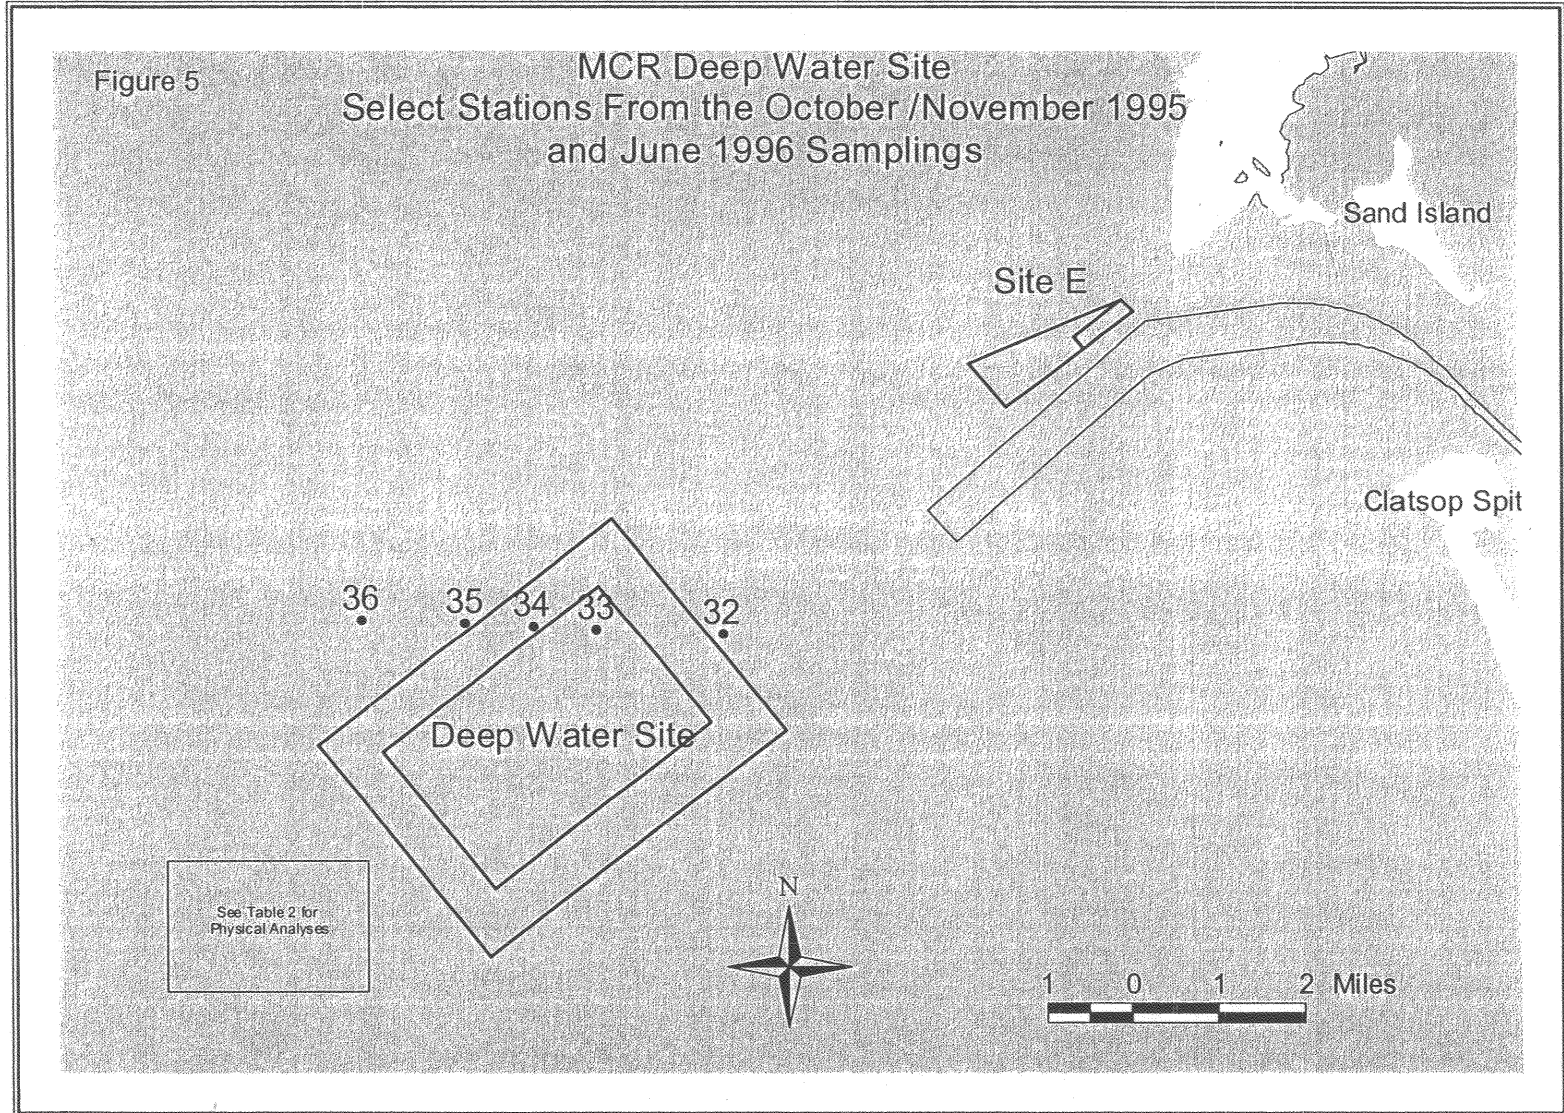 Figure 5
MCR Deep Water Site
Select Stations From the October /November 1995
and June 1996 Samplings
Sand Island
Site E
Clatsop Spit
36
35
34
33
32
Deep Water Site
See Table 2 for
Physical Analyses
N
1 0 1 2 Miles